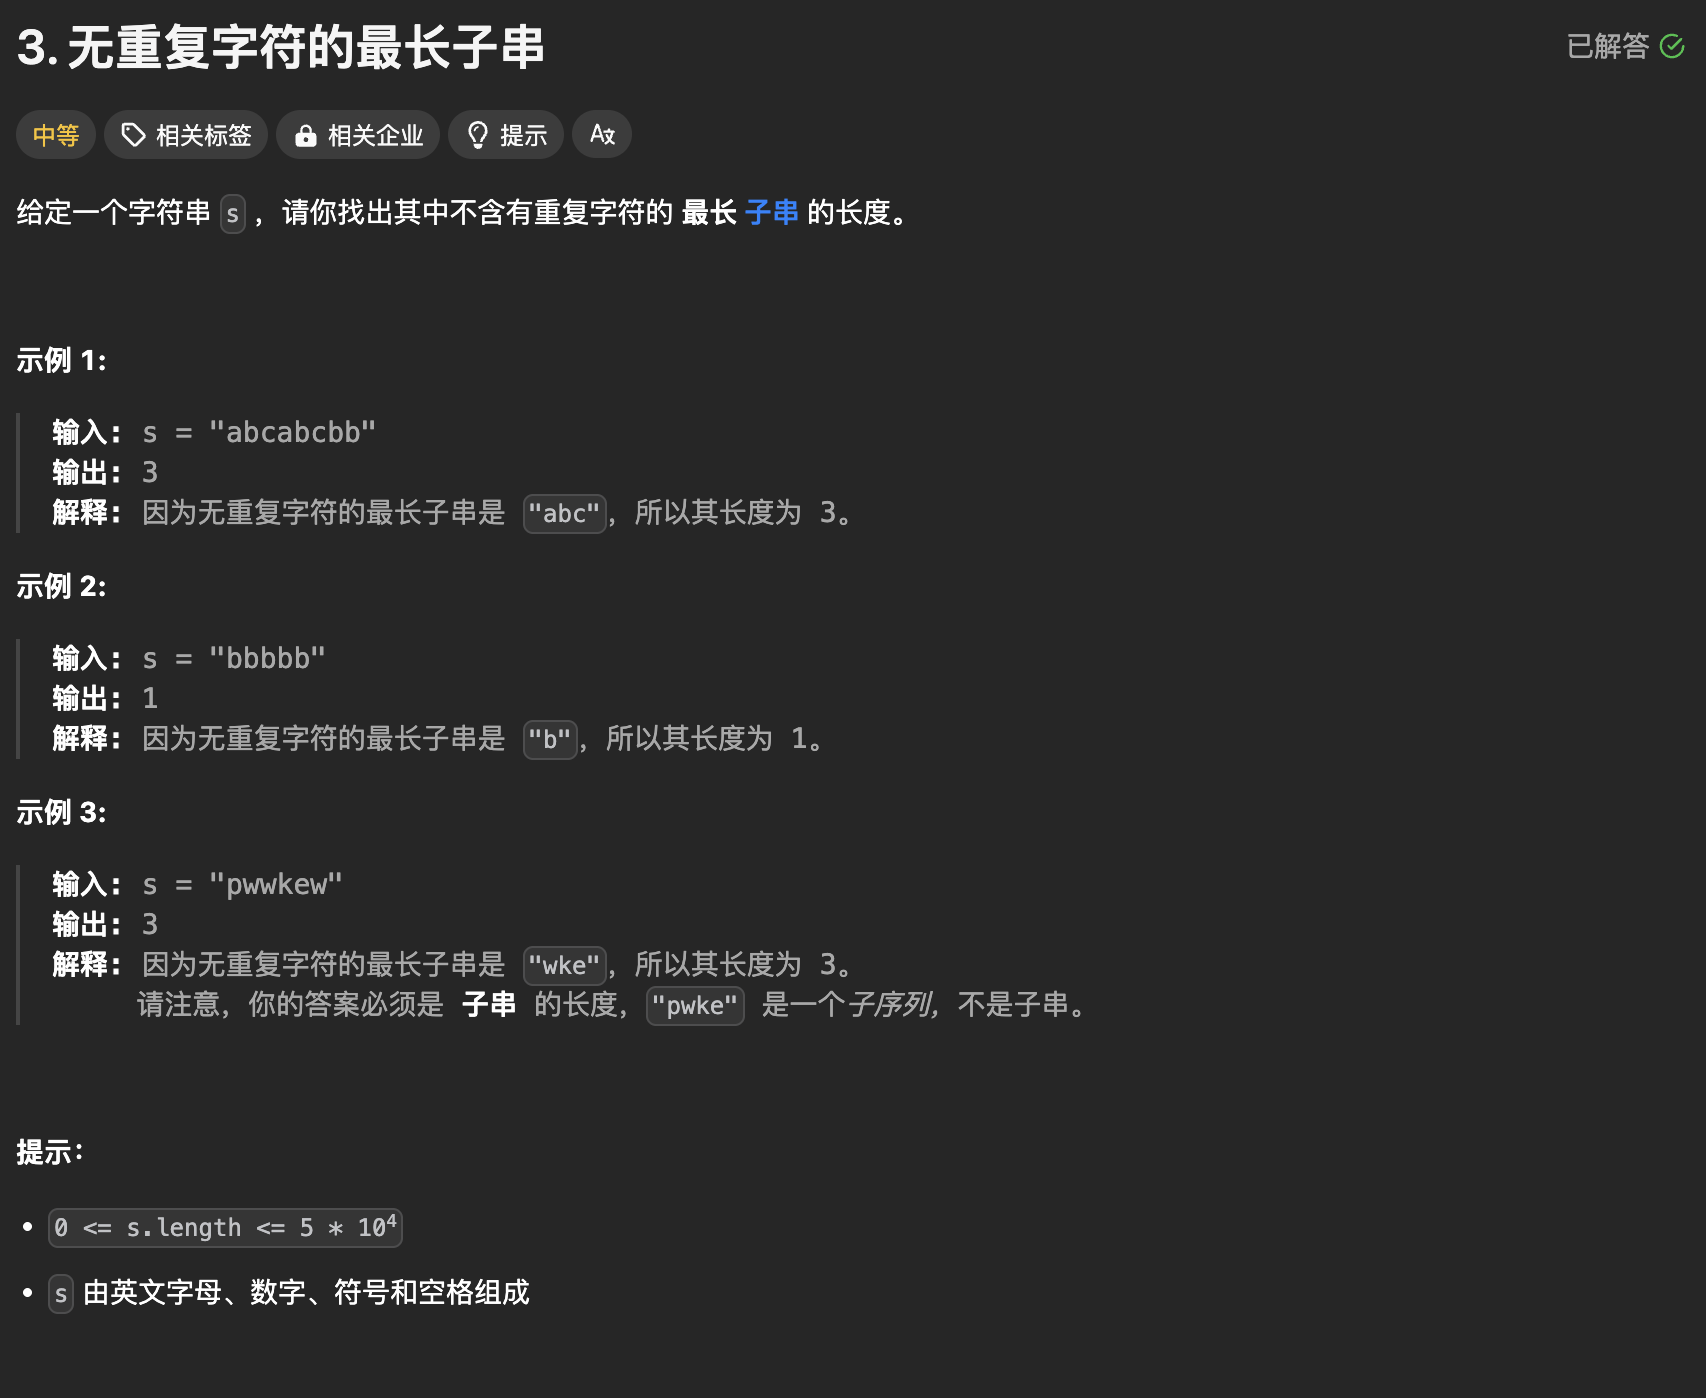 3. 无重复字符的最长子串
已解答
中等 相关标签 相关企业 提示 A文
给定一个字符串 s ，请你找出其中不含有重复字符的 最长 子串 的长度。
示例 1:
输入: s = "abcabcbb"
输出: 3
解释: 因为无重复字符的最长子串是 "abc"，所以其长度为 3。
示例 2:
输入: s = "bbbbb"
输出: 1
解释: 因为无重复字符的最长子串是 "b"，所以其长度为 1。
示例 3:
输入: s = "pwwkew"
输出: 3
解释: 因为无重复字符的最长子串是 "wke"，所以其长度为 3。
请注意，你的答案必须是 子串 的长度，"pwke" 是一个子序列，不是子串。
提示：
• 0 <= s.length <= 5 * 10⁴
• s 由英文字母、数字、符号和空格组成